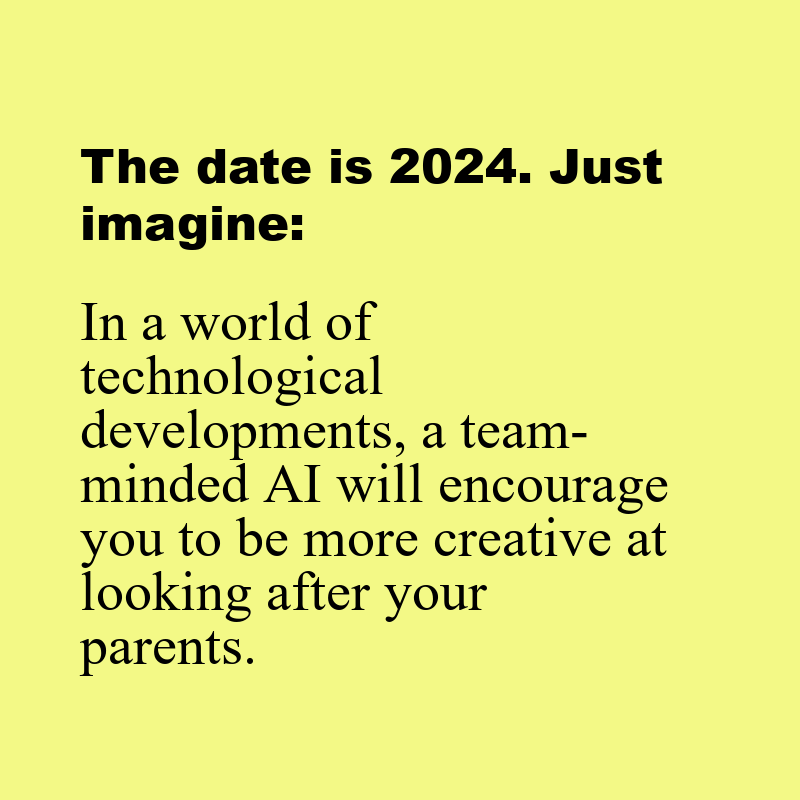 The date is 2024. Just
imagine:
In a world of
technological
developments, a team-
minded AI will encourage
you to be more creative at
looking after your
parents.